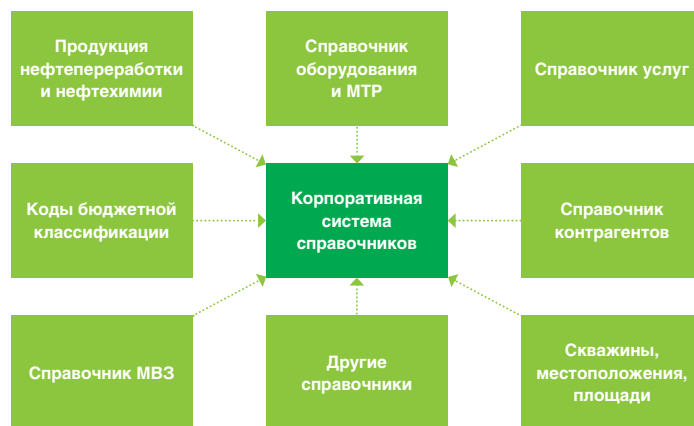 Продукция
нефтепереработки
и нефтехимии
Справочник
оборудования
и МТР
Справочник услуг
Коды бюджетной
классификации
Корпоративная
система
справочников
Справочник
контрагентов
Справочник МВЗ
Другие
справочники
Скважины,
местоположения,
площади